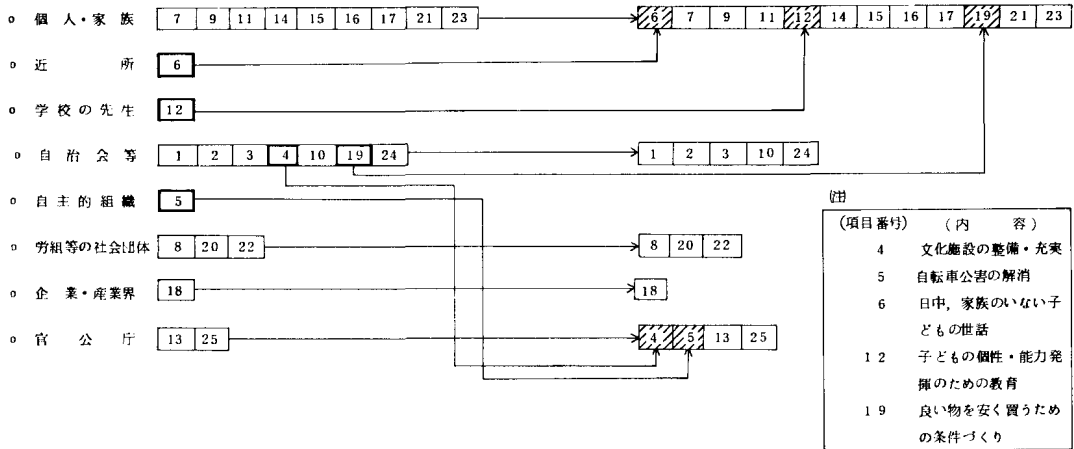 o 個人・家族 7 9 11 14 15 16 17 21 23 6 7 9 11 12 14 15 16 17 19 21 23
o 近所 6
o 学校の先生 12
o 自治会等 1 2 3 4 10 19 24 1 2 3 10 24
o 自主的組織 5
o 労組等の社会団体 8 20 22 8 20 22
o 企業・産業界 18 18
o 官公庁 13 25 4 5 13 25
(注)
(項目番号) (内容)
4 文化施設の整備・充実
5 自転車公害の解消
6 日中,家族のいない子
どもの世話
12 子どもの個性・能力発
揮のための教育
19 良い物を安く買うため
の条件づくり